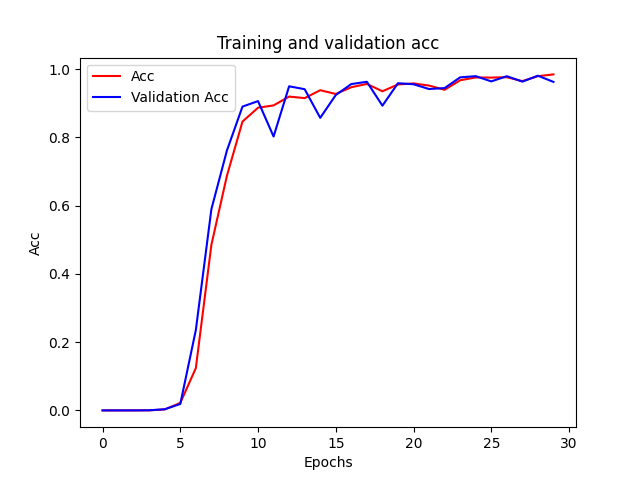 Training and validation acc
Acc
Validation Acc
1.0
0.8
0.6
0.4
0.2
0.0
Acc
0 5 10 15 20 25 30
Epochs